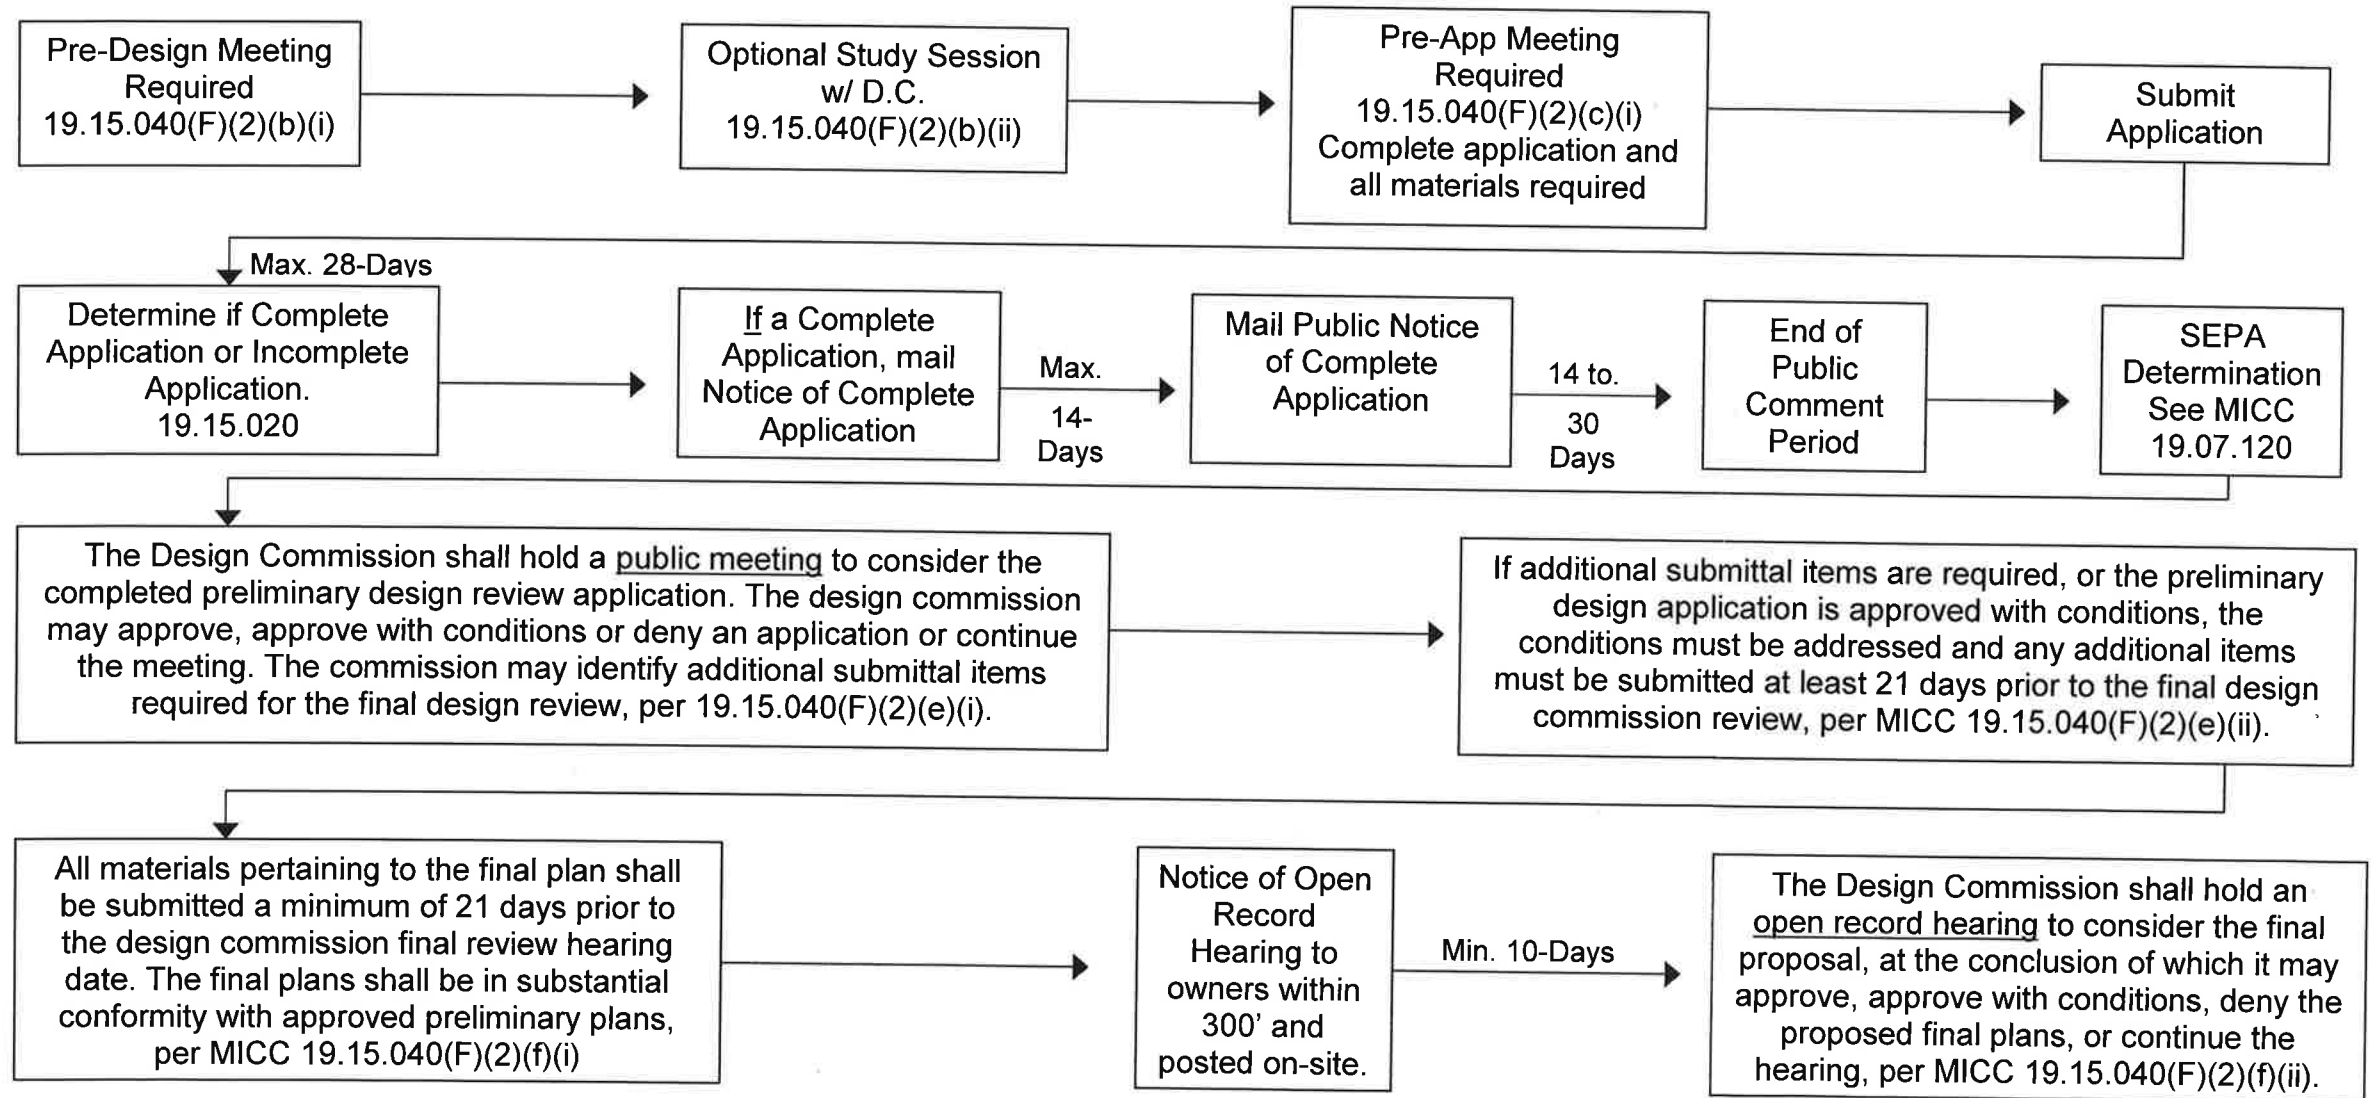 Pre-Design Meeting
Required
19.15.040(F)(2)(b)(i)
Optional Study Session
w/ D.C.
19.15.040(F)(2)(b)(ii)
Pre-App Meeting
Required
19.15.040(F)(2)(c)(i)
Complete application and
all materials required
Submit
Application
Max. 28-Days
Determine if Complete
Application or Incomplete
Application.
19.15.020
If a Complete
Application, mail
Notice of Complete
Application
Max.
14-
Days
Mail Public Notice
of Complete
Application
14 to.
30
Days
End of
Public
Comment
Period
SEPA
Determination
See MICC
19.07.120
The Design Commission shall hold a public meeting to consider the
completed preliminary design review application. The design commission
may approve, approve with conditions or deny an application or continue
the meeting. The commission may identify additional submittal items
required for the final design review, per 19.15.040(F)(2)(e)(i).
If additional submittal items are required, or the preliminary
design application is approved with conditions, the
conditions must be addressed and any additional items
must be submitted at least 21 days prior to the final design
commission review, per MICC 19.15.040(F)(2)(e)(ii).
All materials pertaining to the final plan shall
be submitted a minimum of 21 days prior to
the design commission final review hearing
date. The final plans shall be in substantial
conformity with approved preliminary plans,
per MICC 19.15.040(F)(2)(f)(i)
Notice of Open
Record
Hearing to
owners within
300' and
posted on-site.
Min. 10-Days
The Design Commission shall hold an
open record hearing to consider the final
proposal, at the conclusion of which it may
approve, approve with conditions, deny the
proposed final plans, or continue the
hearing, per MICC 19.15.040(F)(2)(f)(ii).